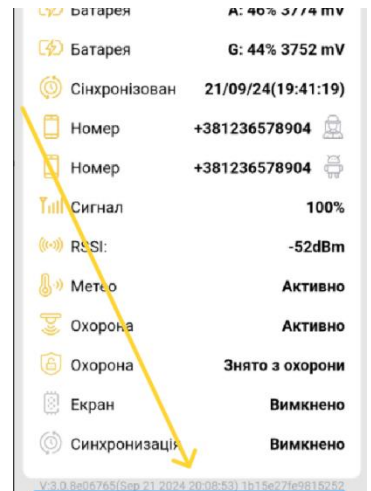 Батарея A: 46% 3774 mV
Батарея G: 44% 3752 mV
Сінхронізован 21/09/24(19:41:19)
Номер +381236578904
Номер +381236578904
Сигнал 100%
RSSI: -52dBm
Метео Активно
Охорона Активно
Охорона Знято з охорони
Екран Вимкнено
Синхронизація Вимкнено
V:3.0.8e06765(Sep 21 2024 20:08:53) 1b15e27fe9815252